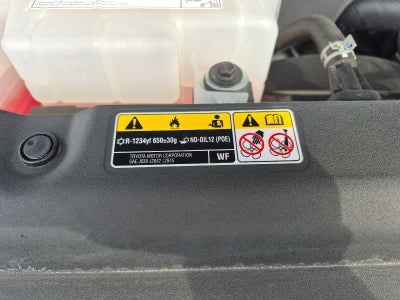 R-1234yf 650±30g ND-OIL12 (POE)
TOYOTA MOTOR CORPORATION
SAE J639 J2842 J2845
WF